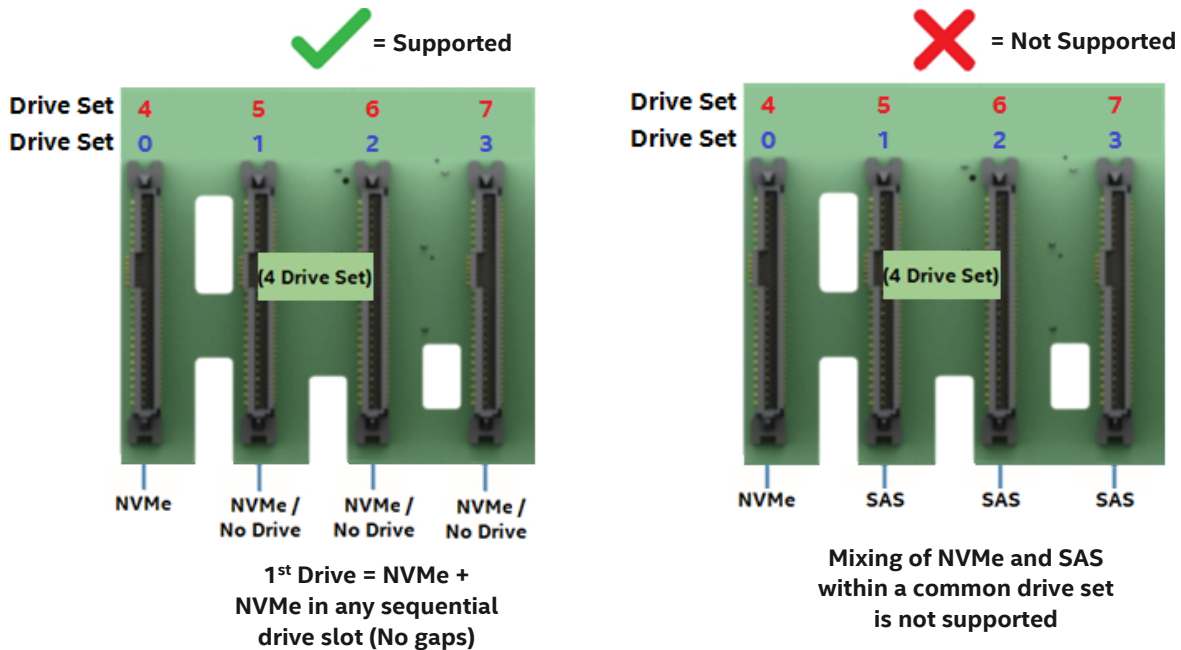 = Supported
Drive Set 4 5 6 7
Drive Set 0 1 2 3
(4 Drive Set)
NVMe
NVMe /
No Drive
NVMe /
No Drive
NVMe /
No Drive
1st Drive = NVMe +
NVMe in any sequential
drive slot (No gaps)
= Not Supported
Drive Set 4 5 6 7
Drive Set 0 1 2 3
(4 Drive Set)
NVMe
SAS
SAS
SAS
Mixing of NVMe and SAS
within a common drive set
is not supported